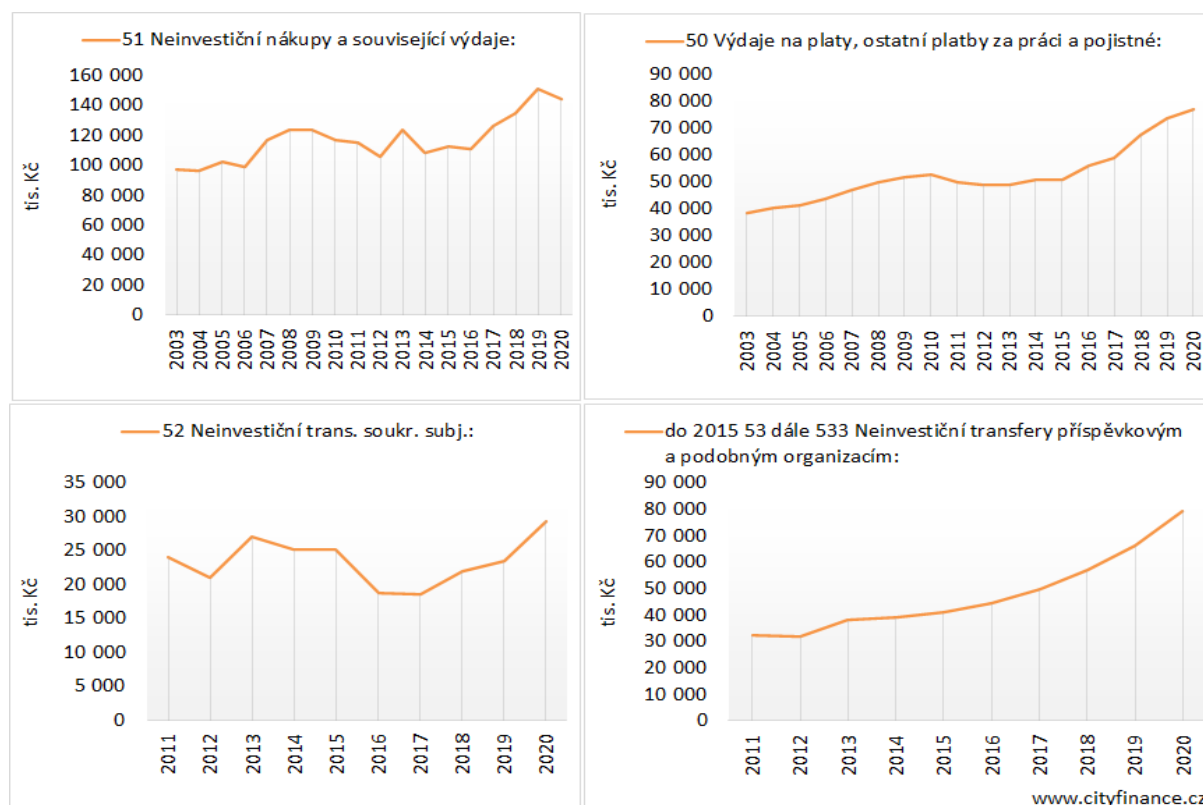 51 Neinvestiční nákupy a související výdaje:
160 000
140 000
120 000
100 000
80 000
60 000
40 000
20 000
0
tis. Kč
2003 2004 2005 2006 2007 2008 2009 2010 2011 2012 2013 2014 2015 2016 2017 2018 2019 2020
50 Výdaje na platy, ostatní platby za práci a pojistné:
90 000
80 000
70 000
60 000
50 000
40 000
30 000
20 000
10 000
0
tis. Kč
2003 2004 2005 2006 2007 2008 2009 2010 2011 2012 2013 2014 2015 2016 2017 2018 2019 2020
52 Neinvestiční trans. soukr. subj.:
35 000
30 000
25 000
20 000
15 000
10 000
5 000
0
tis. Kč
2011 2012 2013 2014 2015 2016 2017 2018 2019 2020
do 2015 53 dále 533 Neinvestiční transfery příspěvkovým
a podobným organizacím:
90 000
80 000
70 000
60 000
50 000
40 000
30 000
20 000
10 000
0
tis. Kč
2011 2012 2013 2014 2015 2016 2017 2018 2019 2020
www.cityfinance.cz